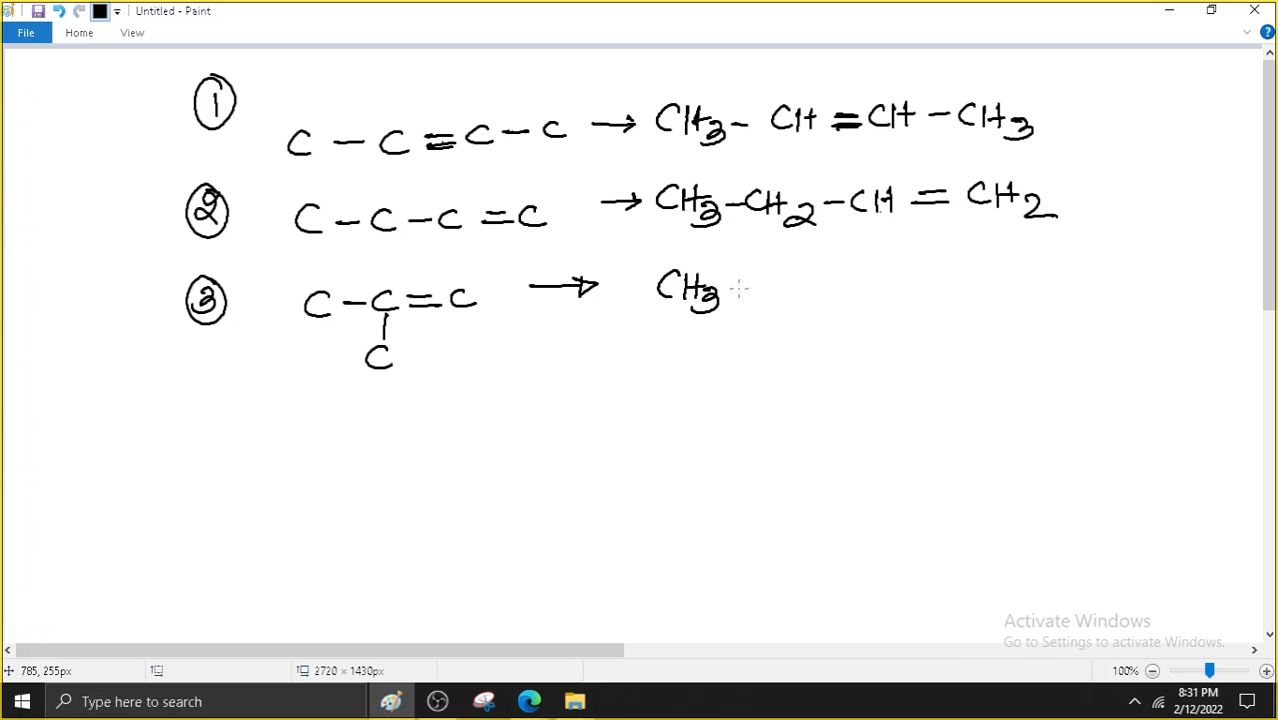 Untitled - Paint
File Home View
① C - C = C - C → CH3 - CH = CH - CH3
② C - C - C = C → CH3 - CH2 - CH = CH2
③ C - C = C → CH3
C
Activate Windows
Go to Settings to activate Windows.
785, 255px 2720 × 1430px 100%
Type here to search 8:31 PM
2/12/2022